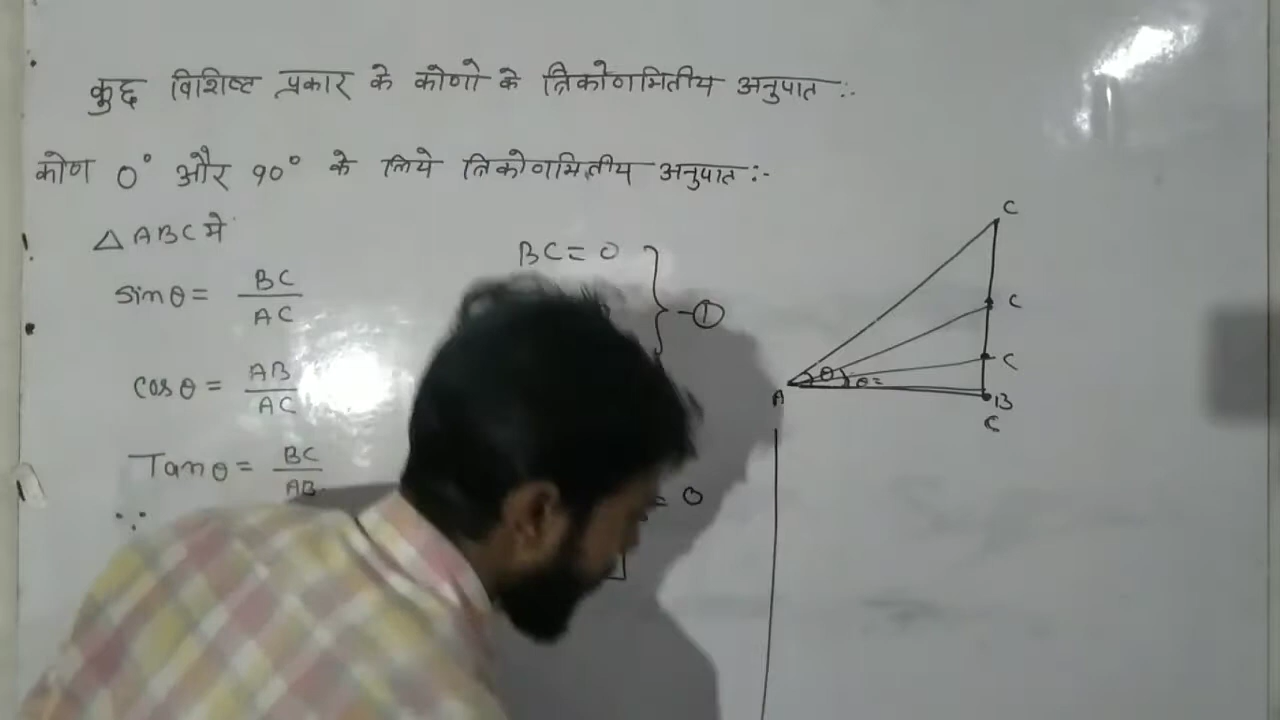 कुछ विशिष्ट प्रकार के कोणो के त्रिकोणमितीय अनुपात :-
कोण 0° और 90° के लिये त्रिकोणमितीय अनुपात :-
△ ABC मे
sinθ = BC / AC
cosθ = AB / AC
Tanθ = BC / AB
∵
BC = 0
-①
= 0
C
C
C
θ
θ=
A
B
C